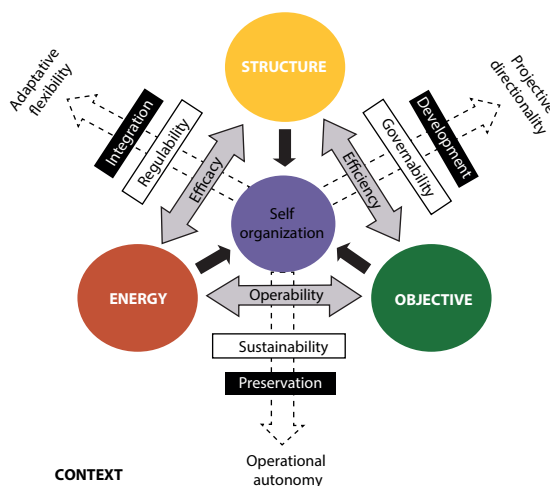 STRUCTURE
Adaptative
flexibility
Projective
directionality
Integration
Regulability
Efficacy
Development
Governability
Efficiency
Self
organization
ENERGY
Operability
OBJECTIVE
Sustainability
Preservation
Operational
autonomy
CONTEXT